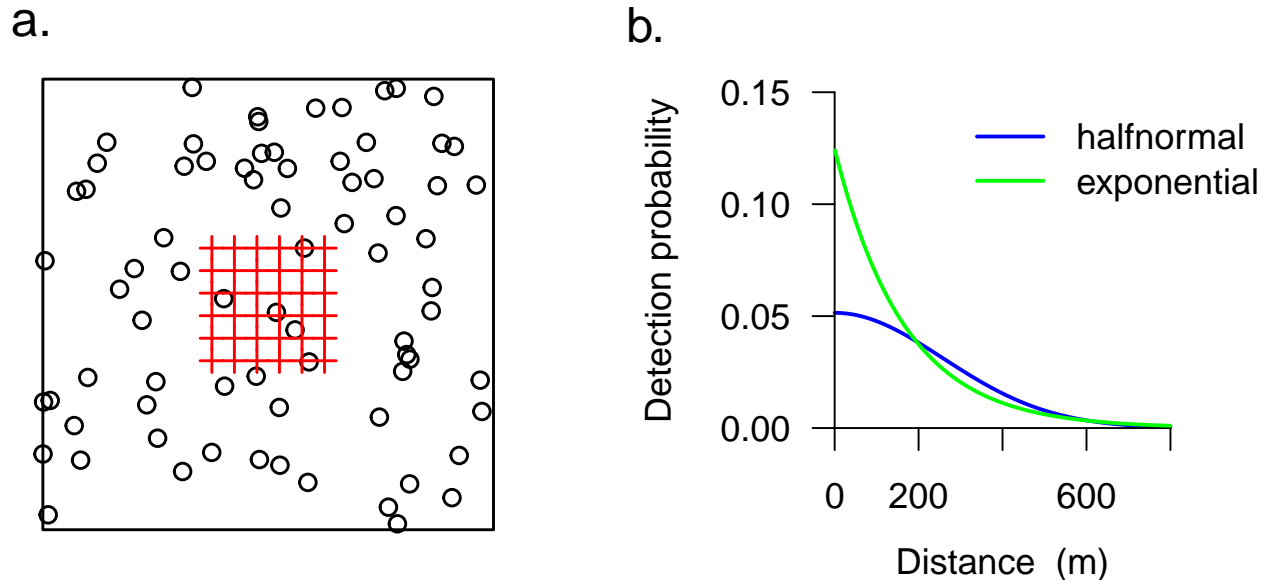 a.
b.
Detection probability
0.15
0.10
0.05
0.00
halfnormal
exponential
0 200 600
Distance (m)